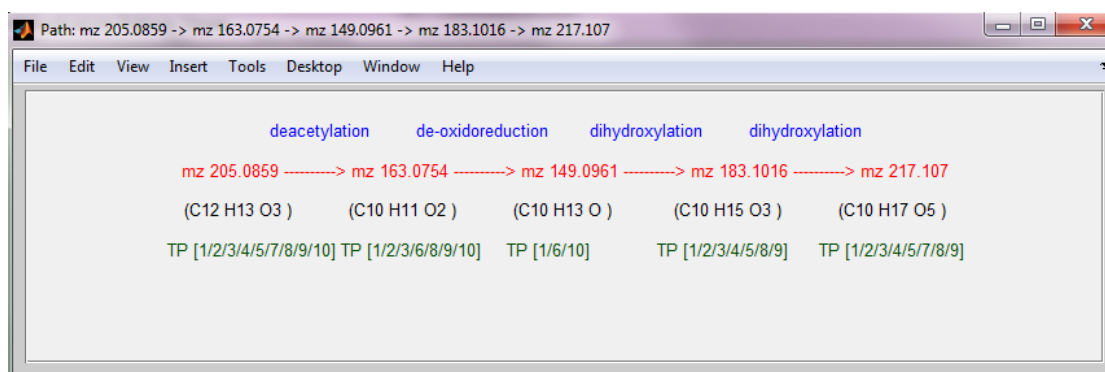 Path: mz 205.0859 -> mz 163.0754 -> mz 149.0961 -> mz 183.1016 -> mz 217.107
File Edit View Insert Tools Desktop Window Help
deacetylation de-oxidoreduction dihydroxylation dihydroxylation
mz 205.0859 ----------> mz 163.0754 ----------> mz 149.0961 ----------> mz 183.1016 ----------> mz 217.107
(C12 H13 O3 ) (C10 H11 O2 ) (C10 H13 O ) (C10 H15 O3 ) (C10 H17 O5 )
TP [1/2/3/4/5/7/8/9/10] TP [1/2/3/6/8/9/10] TP [1/6/10] TP [1/2/3/4/5/8/9] TP [1/2/3/4/5/7/8/9]